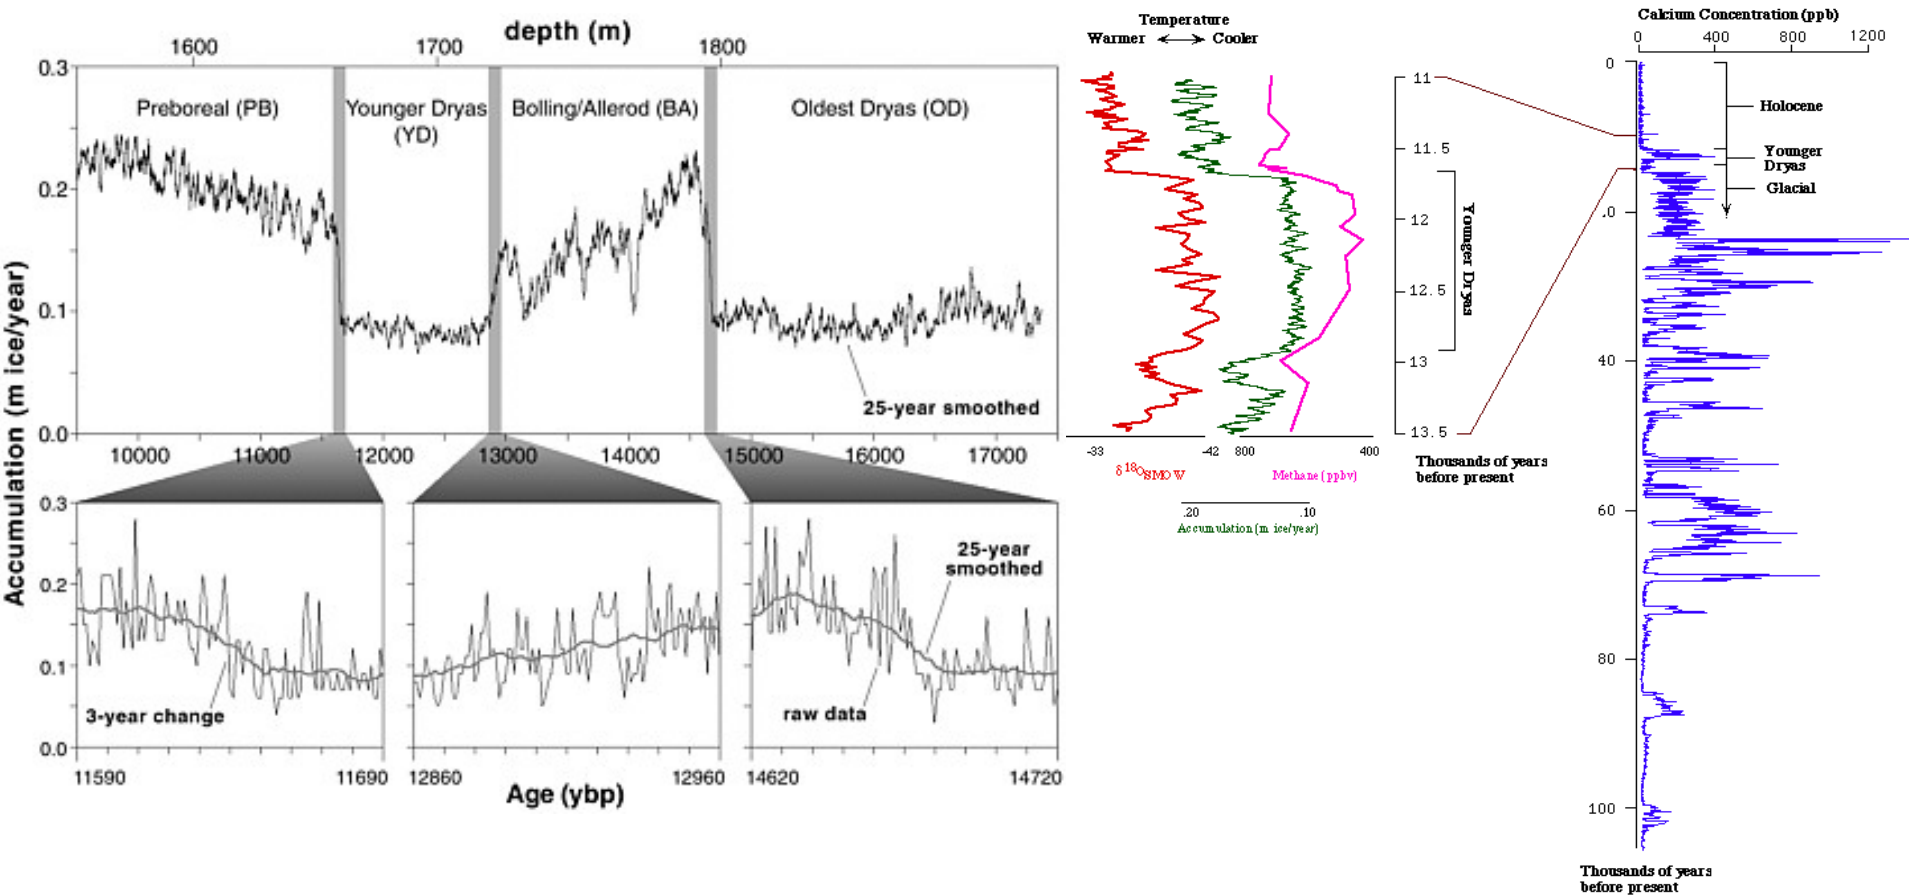 depth (m)
1600 1700 1800
0.3
Preboreal (PB) Younger Dryas Bolling/Allerod (BA) Oldest Dryas (OD)
(YD)
0.2
0.1
25-year smoothed
0.0
10000 11000 12000 13000 14000 15000 16000 17000
Accumulation (m ice/year)
0.3
25-year
smoothed
0.2
0.1
3-year change
raw data
0.0
11590 11690 12860 12960 14620 14720
Age (ybp)
Temperature
Warmer Cooler
11
11.5
12
12.5
13
13.5
Younger Dryas
Thousands of years
before present
-33 -42 800 400
δ18OSMOW
Methane (ppbv)
.20 .10
Accumulation (m ice/year)
Calcium Concentration (ppb)
0 400 800 1200
0
Holocene
Younger
Dryas
Glacial
.0
40
60
80
100
Thousands of years
before present